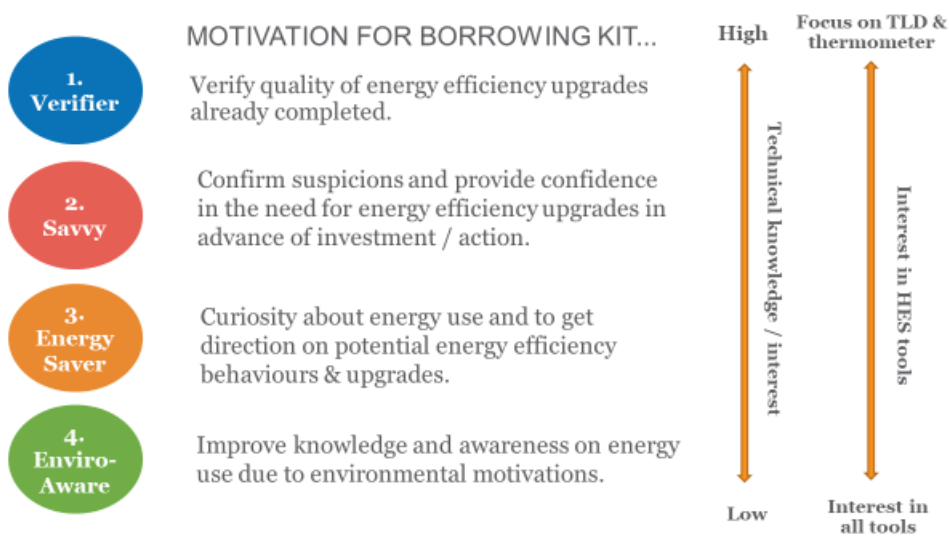 MOTIVATION FOR BORROWING KIT...
1.
Verifier
Verify quality of energy efficiency upgrades
already completed.
2.
Savvy
Confirm suspicions and provide confidence
in the need for energy efficiency upgrades in
advance of investment / action.
3.
Energy
Saver
Curiosity about energy use and to get
direction on potential energy efficiency
behaviours & upgrades.
4.
Enviro-
Aware
Improve knowledge and awareness on energy
use due to environmental motivations.
High
Technical knowledge / interest
Low
Focus on TLD &
thermometer
Interest in HES tools
Interest in
all tools